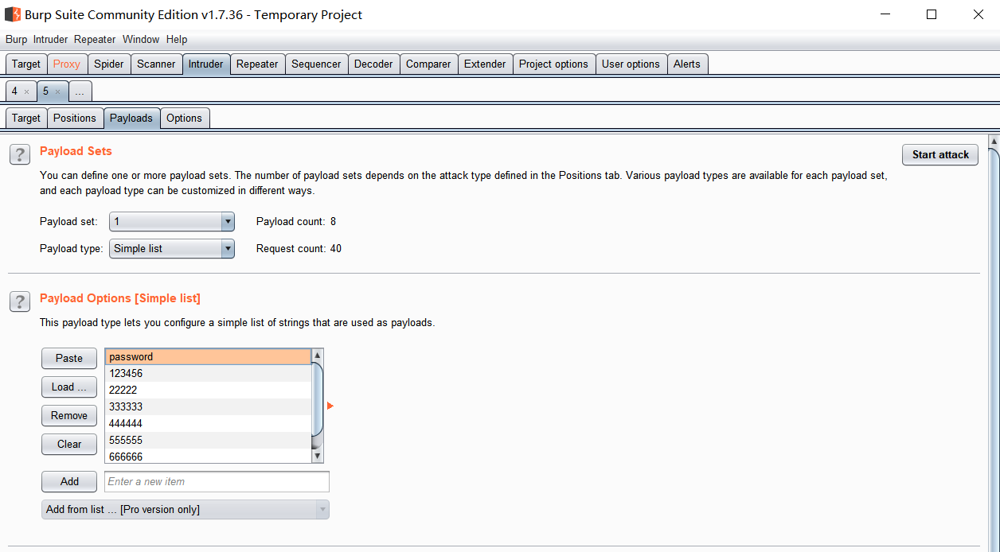 Burp Suite Community Edition v1.7.36 - Temporary Project
Burp Intruder Repeater Window Help
Target Proxy Spider Scanner Intruder Repeater Sequencer Decoder Comparer Extender Project options User options Alerts
4 × 5 × ...
Target Positions Payloads Options
? Payload Sets
Start attack
You can define one or more payload sets. The number of payload sets depends on the attack type defined in the Positions tab. Various payload types are available for each payload set,
and each payload type can be customized in different ways.
Payload set: 1 Payload count: 8
Payload type: Simple list Request count: 40
? Payload Options [Simple list]
This payload type lets you configure a simple list of strings that are used as payloads.
Paste
Load ...
Remove
Clear
password
123456
22222
333333
444444
555555
666666
Add Enter a new item
Add from list ... [Pro version only]